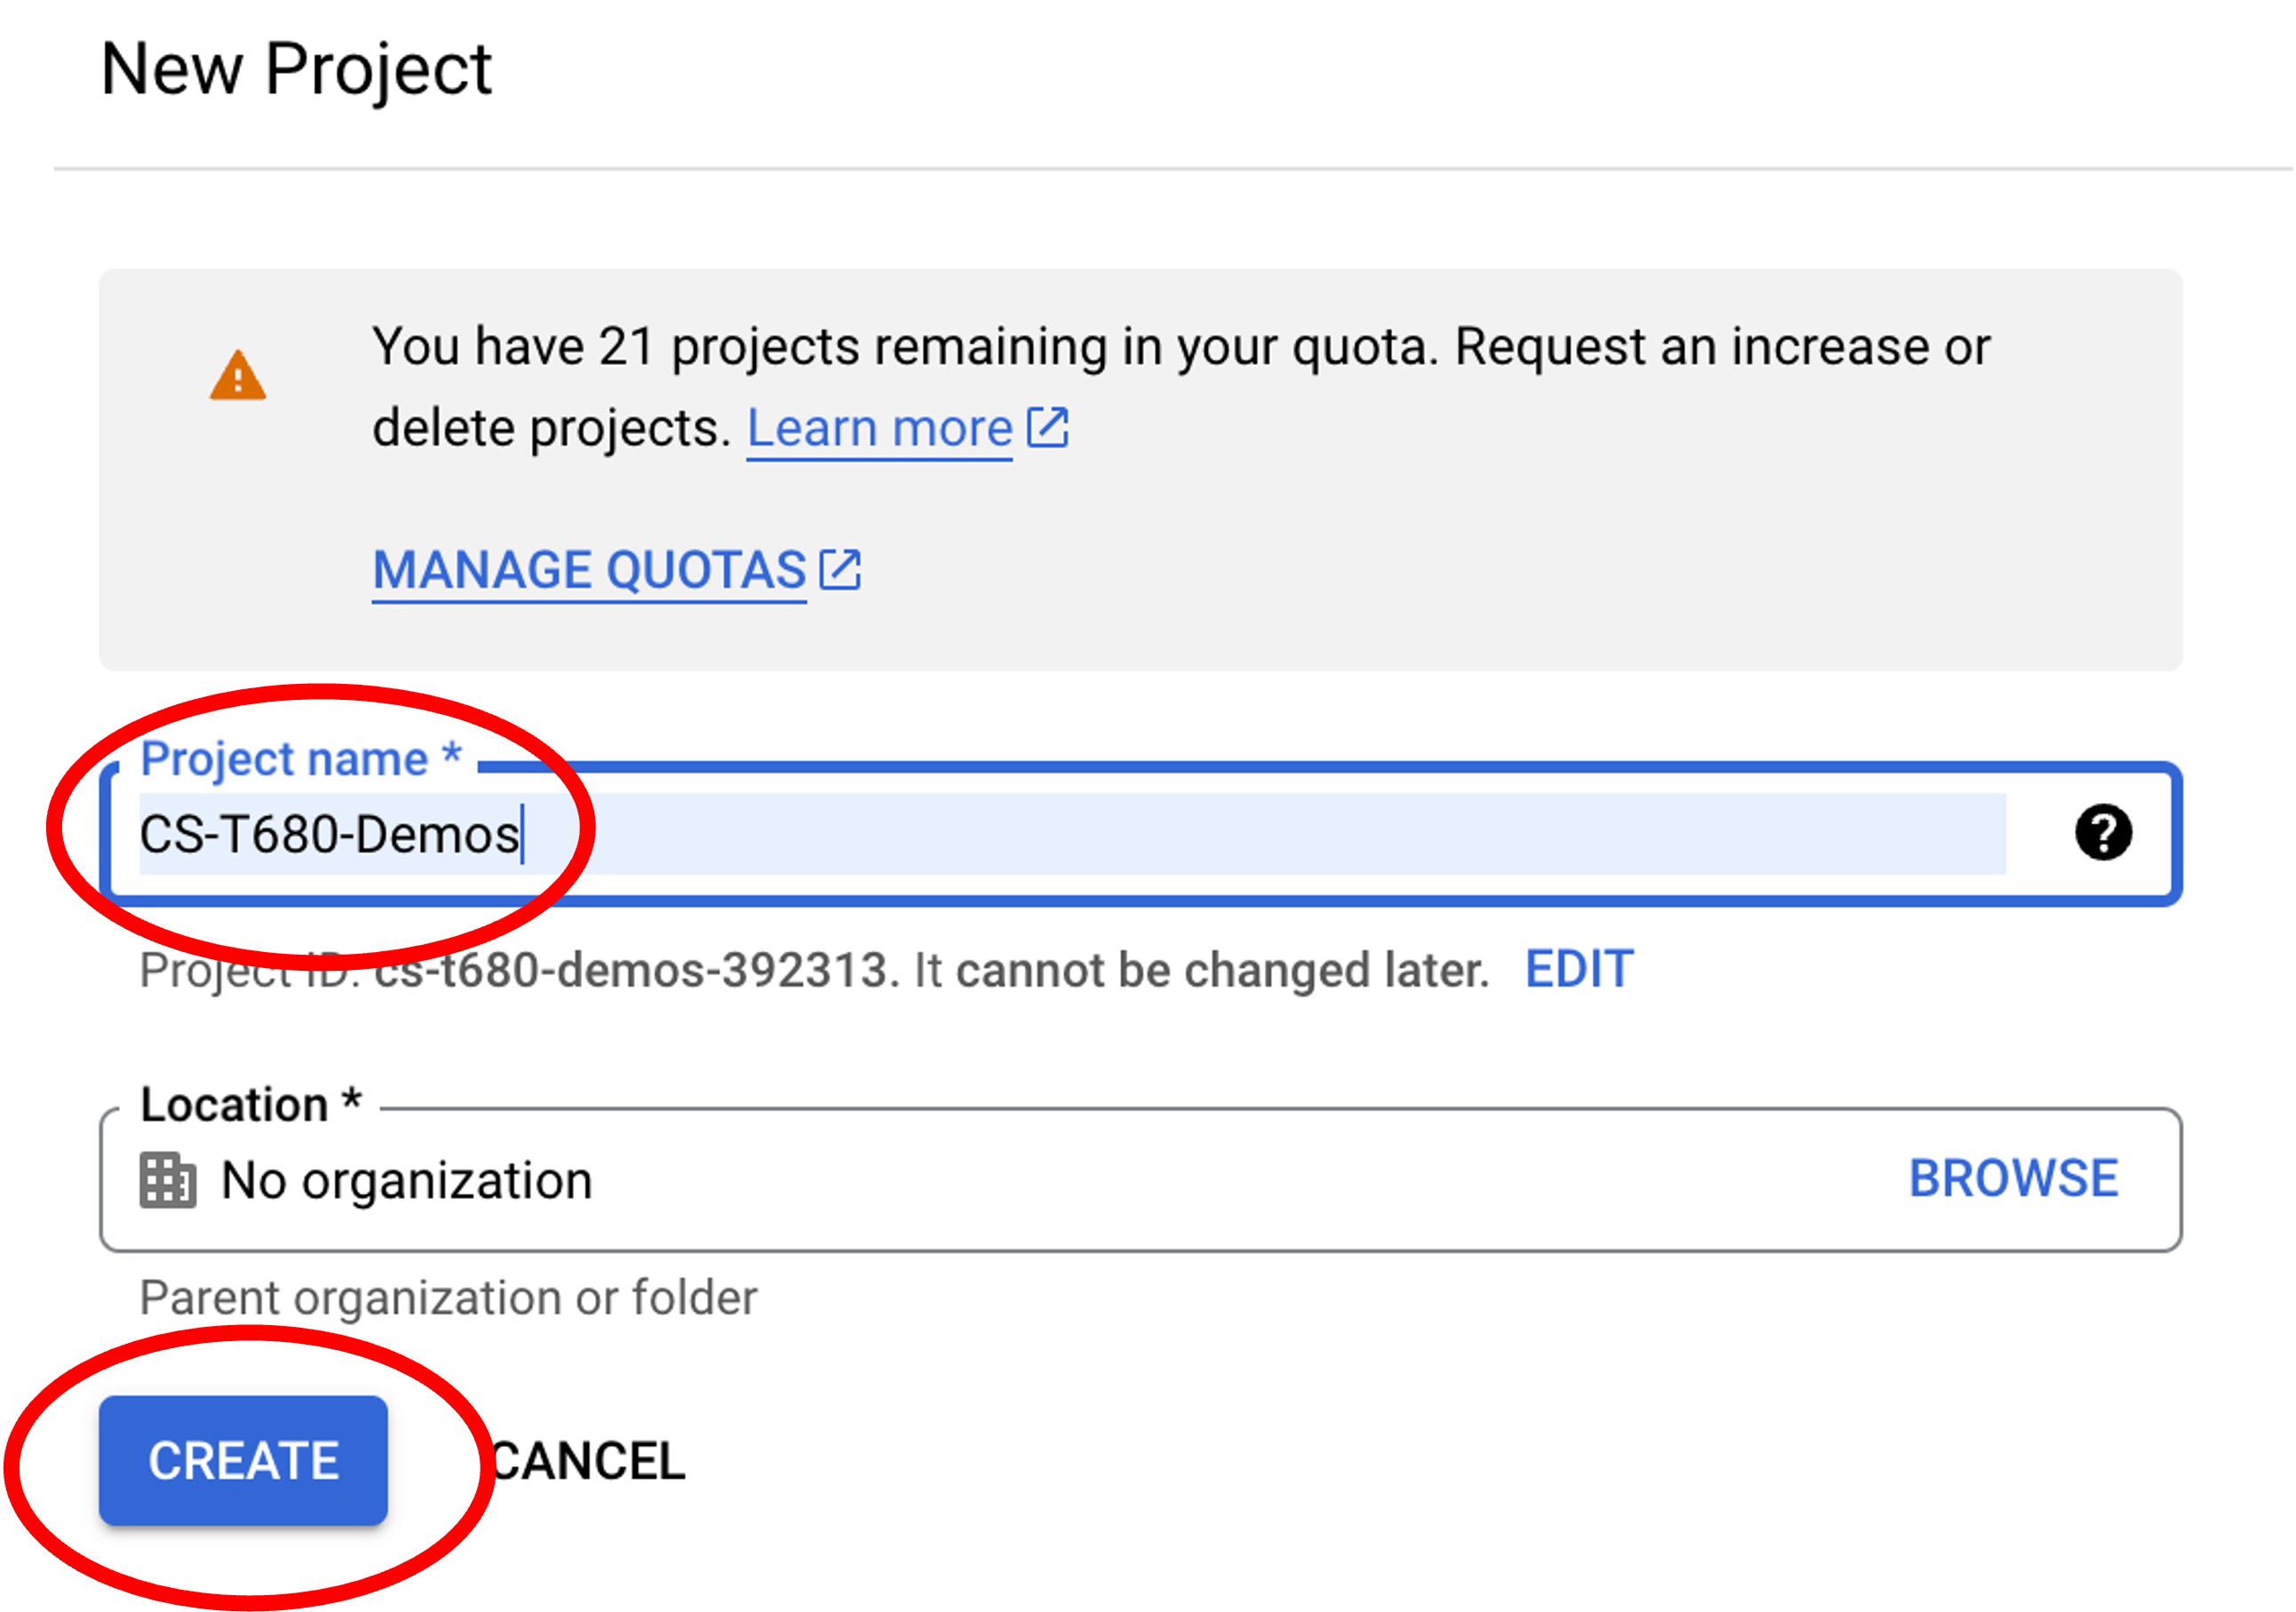 New Project
You have 21 projects remaining in your quota. Request an increase or
delete projects. Learn more
MANAGE QUOTAS
Project name *
CS-T680-Demos
Project ID: cs-t680-demos-392313. It cannot be changed later. EDIT
Location *
No organization BROWSE
Parent organization or folder
CREATE CANCEL